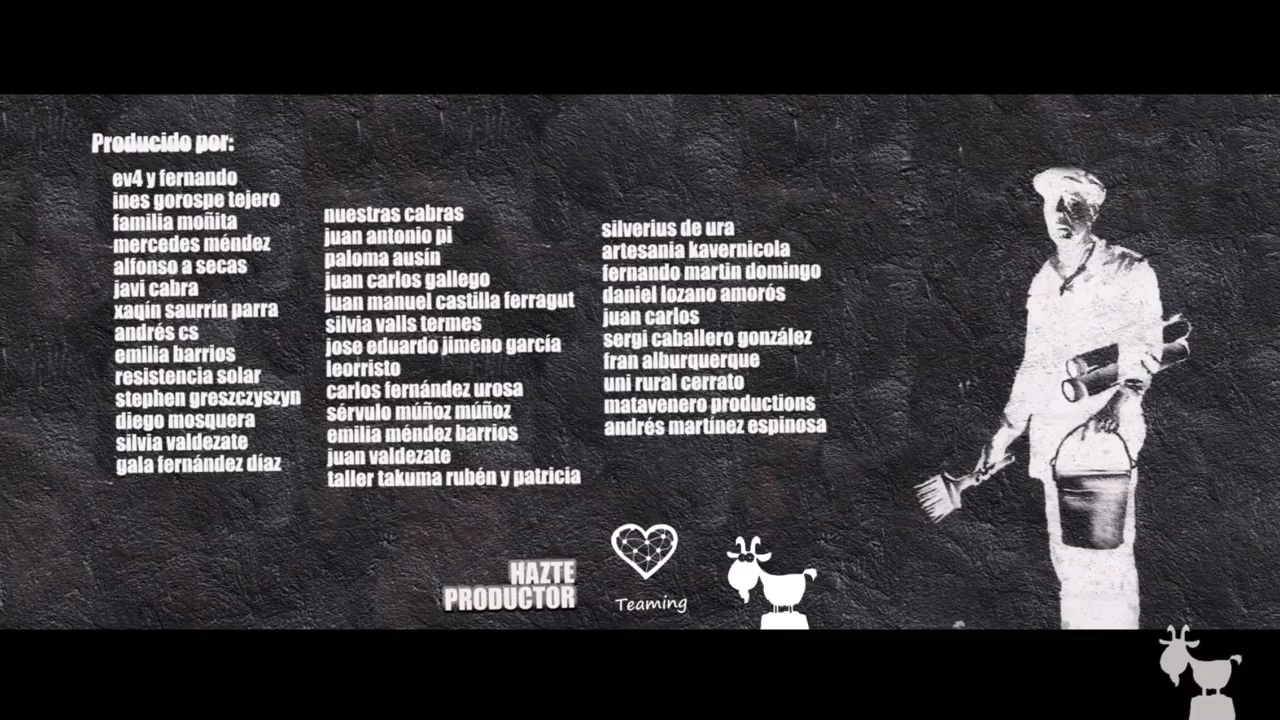 Producido por:
ev4 y fernando
ines gorospe tejero
familia moñita
mercedes méndez
alfonso a secas
javi cabra
xaqín saurrín parra
andrés cs
emilia barrios
resistencia solar
stephen greszczyszyn
diego mosquera
silvia valdezate
gala fernández díaz
nuestras cabras
juan antonio pi
paloma ausín
juan carlos gallego
juan manuel castilla ferragut
silvia valls termes
jose eduardo jimeno garcía
leorristo
carlos fernández urosa
sérvulo múñoz múñoz
emilia méndez barrios
juan valdezate
taller takuma rubén y patricia
silverius de ura
artesania kavernicola
fernando martin domingo
daniel lozano amorós
juan carlos
sergi caballero gonzález
fran alburquerque
uni rural cerrato
matavenero productions
andrés martínez espinosa
HAZTE
PRODUCTOR
Teaming